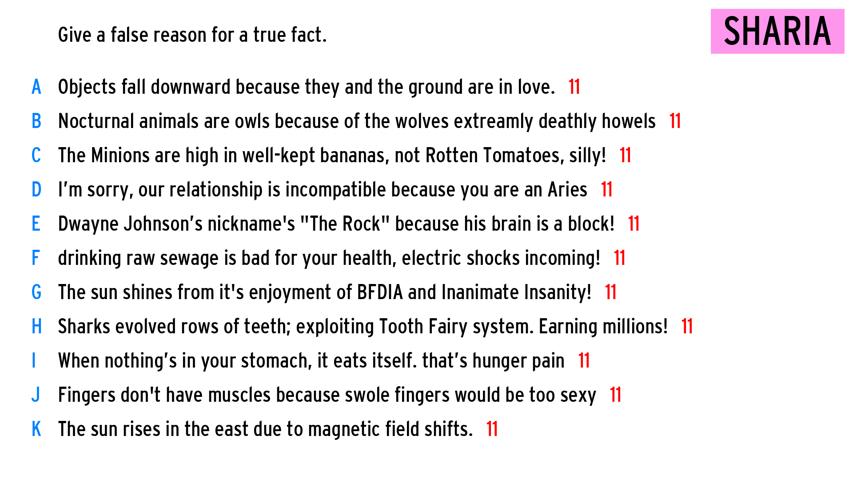 Give a false reason for a true fact.
SHARIA
A Objects fall downward because they and the ground are in love. 11
B Nocturnal animals are owls because of the wolves extreamly deathly howels 11
C The Minions are high in well-kept bananas, not Rotten Tomatoes, silly! 11
D I'm sorry, our relationship is incompatible because you are an Aries 11
E Dwayne Johnson's nickname's "The Rock" because his brain is a block! 11
F drinking raw sewage is bad for your health, electric shocks incoming! 11
G The sun shines from it's enjoyment of BFDIA and Inanimate Insanity! 11
H Sharks evolved rows of teeth; exploiting Tooth Fairy system. Earning millions! 11
I When nothing's in your stomach, it eats itself. that's hunger pain 11
J Fingers don't have muscles because swole fingers would be too sexy 11
K The sun rises in the east due to magnetic field shifts. 11